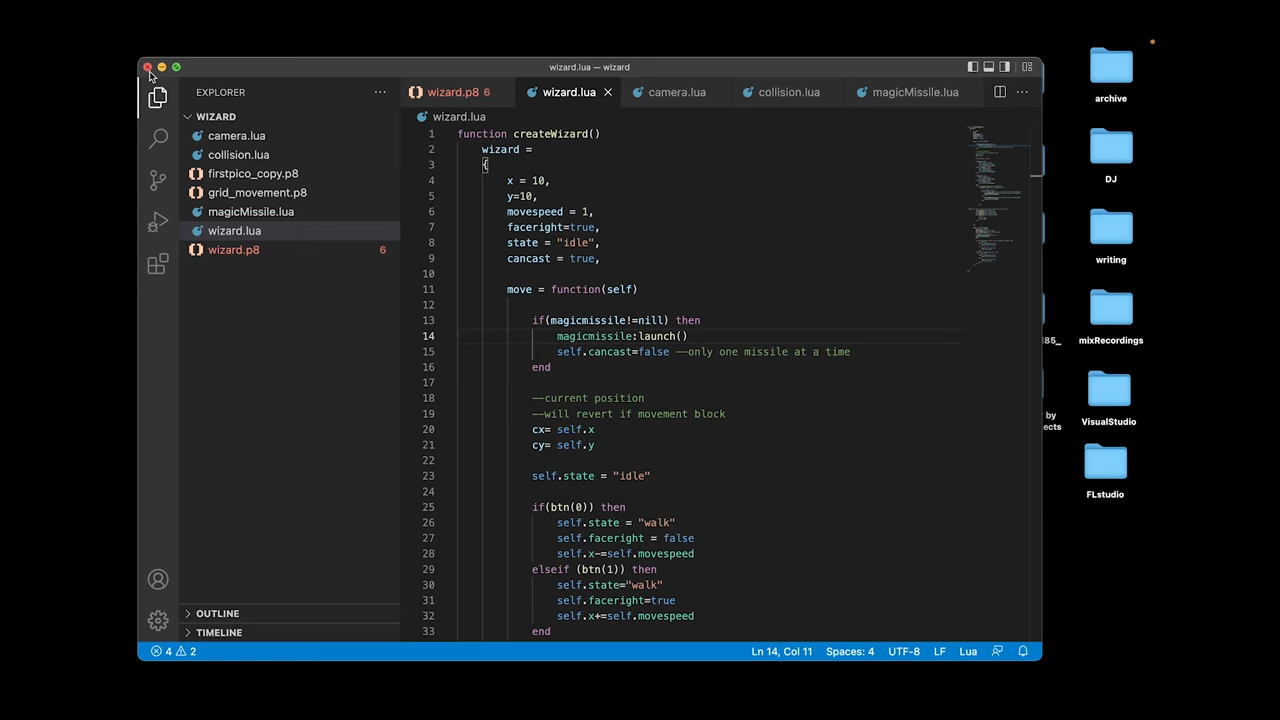 wizard.lua — wizard
EXPLORER
wizard.p8 6
wizard.lua
camera.lua
collision.lua
magicMissile.lua
WIZARD
camera.lua
collision.lua
firstpico_copy.p8
grid_movement.p8
magicMissile.lua
wizard.lua
wizard.p8 6
OUTLINE
TIMELINE
wizard.lua
1 function createWizard()
2 wizard =
3 {
4 x = 10,
5 y=10,
6 movespeed = 1,
7 faceright=true,
8 state = "idle",
9 cancast = true,
10
11 move = function(self)
12
13 if(magicmissile!=nill) then
14 magicmissile:launch()
15 self.cancast=false --only one missile at a time
16 end
17
18 --current position
19 --will revert if movement block
20 cx= self.x
21 cy= self.y
22
23 self.state = "idle"
24
25 if(btn(0)) then
26 self.state = "walk"
27 self.faceright = false
28 self.x-=self.movespeed
29 elseif (btn(1)) then
30 self.state="walk"
31 self.faceright=true
32 self.x+=self.movespeed
33 end
4 2
Ln 14, Col 11
Spaces: 4
UTF-8
LF
Lua
archive
DJ
writing
185_
mixRecordings
VisualStudio
by
ects
FLstudio